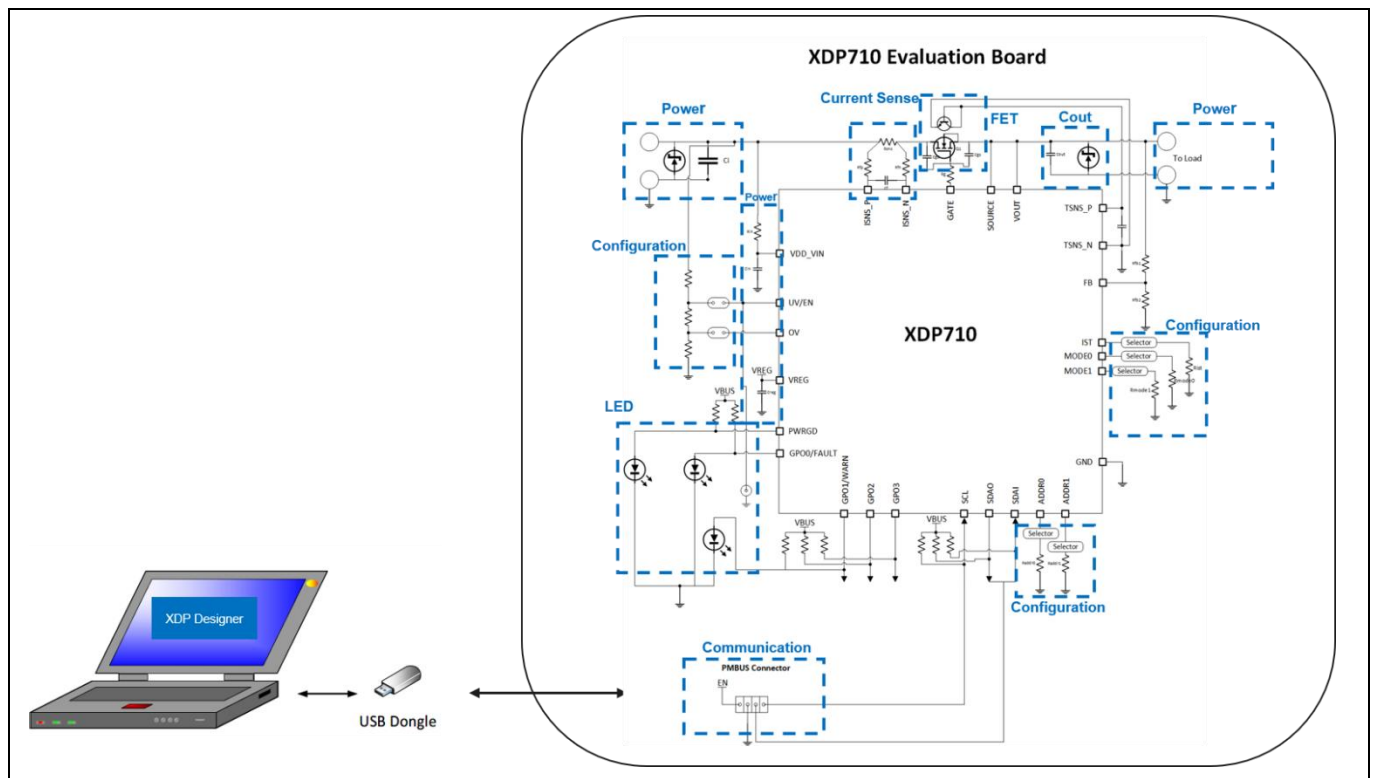 XDP710 Evaluation Board
Current Sense
Power
FET
Cout
Power
CI
To Load
Power
ISNS_P
ISNS_N
GATE
SOURCE
VOUT
TSNS_P
TSNS_N
Configuration
VDD_VIN
UV/EN
OV
FB
XDP710
Configuration
IST
Selector
MODE0
Selector
MODE1
Selector
Rmode1
VREG
VREG
VBUS
LED
PWRGD
GPO0/FAULT
GND
GPO1/WARN
GPO2
GPO3
SCL
SDAO
SDAI
ADDR0
ADDR1
VBUS
VBUS
Selector
Selector
Configuration
Communication
PMBUS Connector
EN
XDP Designer
USB Dongle